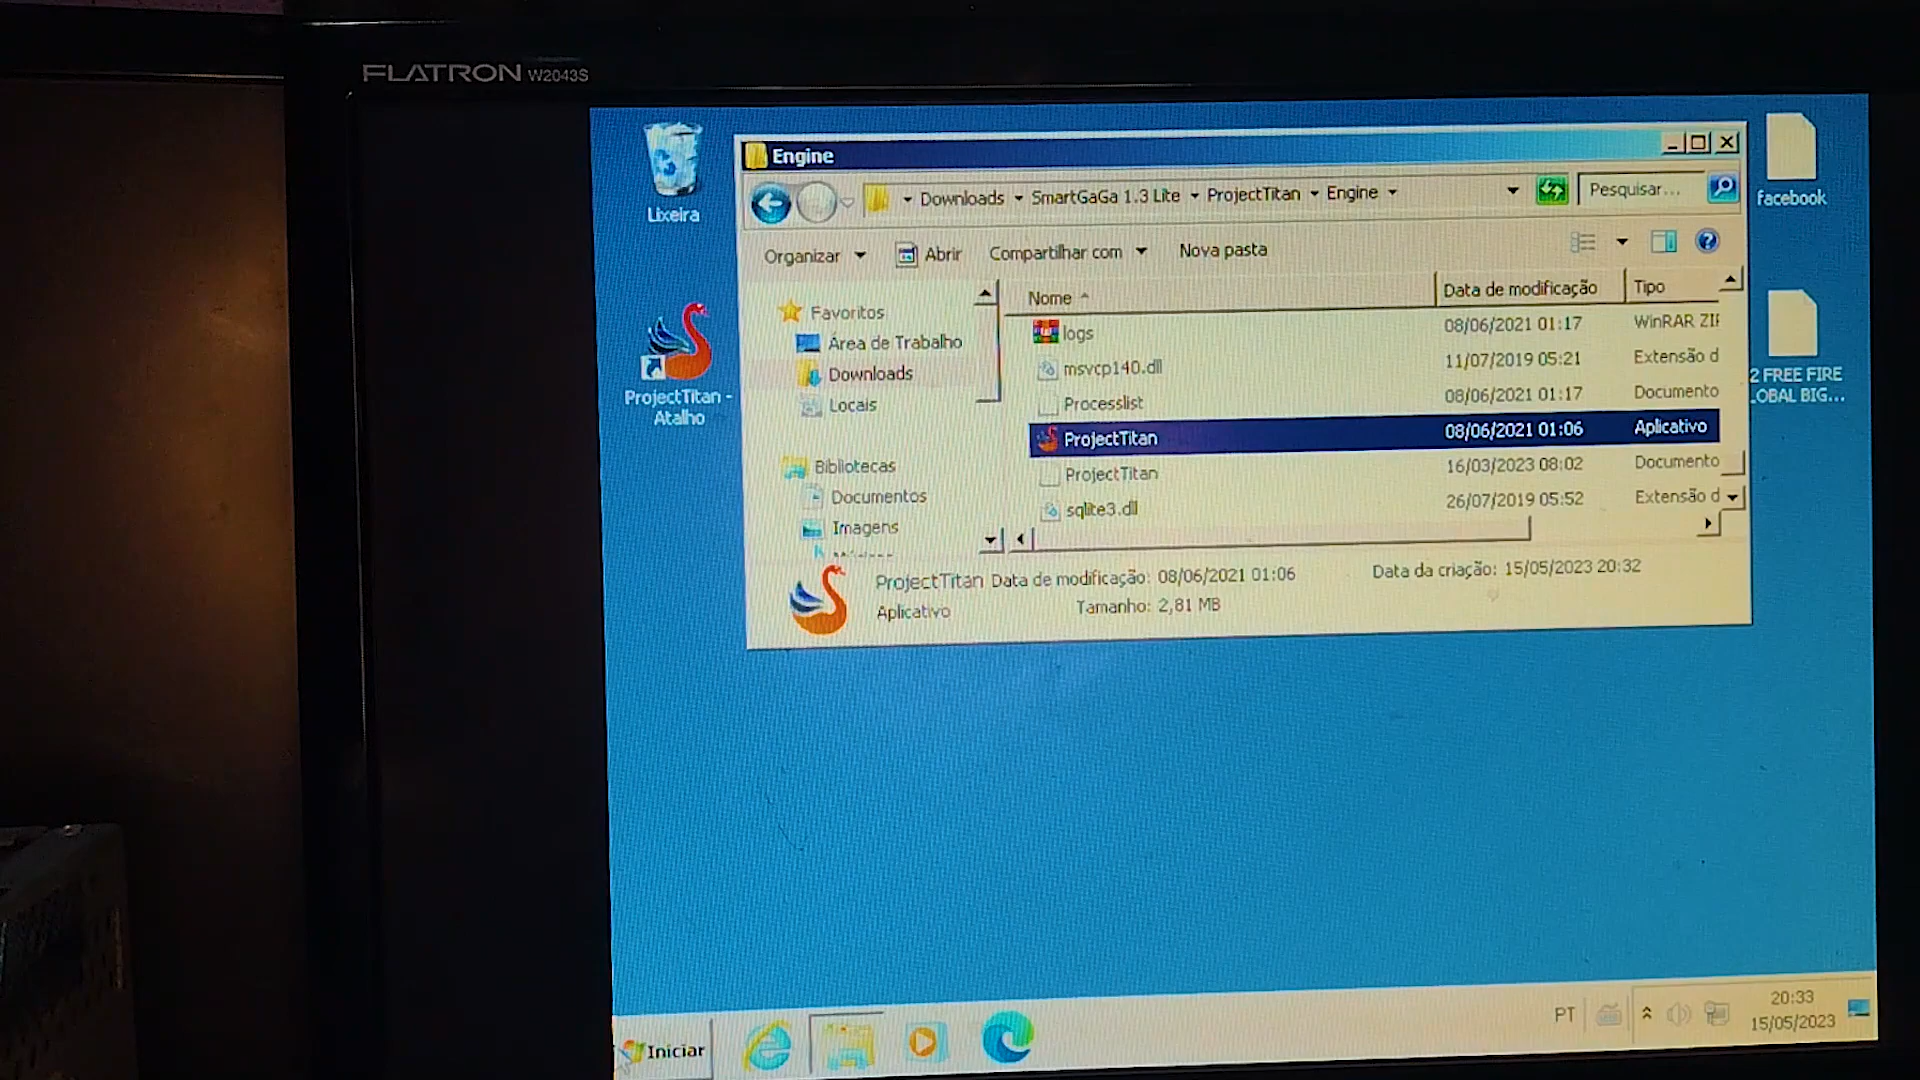 FLATRON W2043S
Lixeira
ProjectTitan -
Atalho
facebook
2 FREE FIRE
LOBAL BIG...
Engine
Downloads SmartGaGa 1.3 Lite ProjectTitan Engine
Pesquisar...
Organizar Abrir Compartilhar com Nova pasta
Favoritos
Área de Trabalho
Downloads
Locais
Bibliotecas
Documentos
Imagens
Nome Data de modificação Tipo
logs 08/06/2021 01:17 WinRAR ZIF
msvcp140.dll 11/07/2019 05:21 Extensão d
Processlist 08/06/2021 01:17 Documento
ProjectTitan 08/06/2021 01:06 Aplicativo
ProjectTitan 16/03/2023 08:02 Documento
sqlite3.dll 26/07/2019 05:52 Extensão d
ProjectTitan Data de modificação: 08/06/2021 01:06 Data da criação: 15/05/2023 20:32
Aplicativo Tamanho: 2,81 MB
Iniciar
PT
20:33
15/05/2023